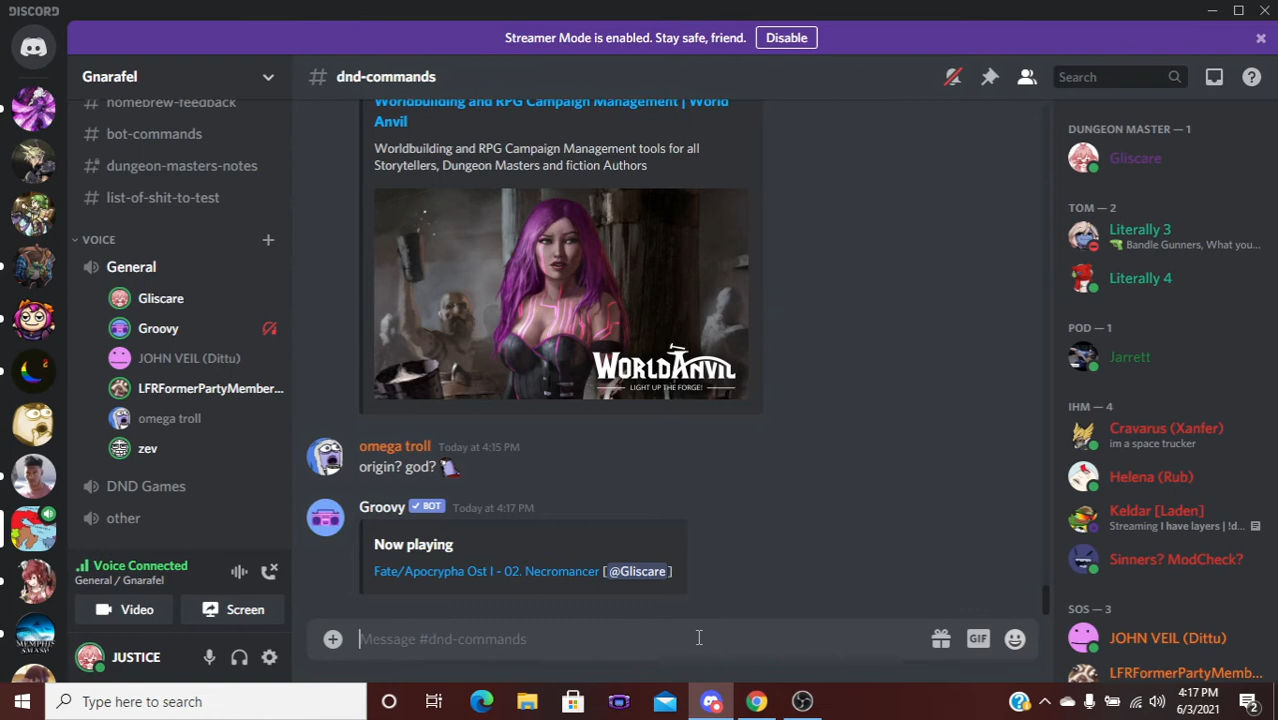 DISCORD
Streamer Mode is enabled. Stay safe, friend. Disable
Gnarafel
homebrew-feedback
# bot-commands
# dungeon-masters-notes
# list-of-shit-to-test
VOICE
General
Gliscare
Groovy
JOHN VEIL (Dittu)
LFRFormerPartyMember...
omega troll
zev
DND Games
other
Voice Connected
General / Gnarafel
Video
Screen
JUSTICE
# dnd-commands
Search
Worldbuilding and RPG Campaign Management | World
Anvil
Worldbuilding and RPG Campaign Management tools for all
Storytellers, Dungeon Masters and fiction Authors
WORLDANVIL
LIGHT UP THE FORGE!
omega troll Today at 4:15 PM
origin? god?
Groovy BOT Today at 4:17 PM
Now playing
Fate/Apocrypha Ost I - 02. Necromancer [@Gliscare]
Message #dnd-commands
GIF
DUNGEON MASTER — 1
Gliscare
TOM — 2
Literally 3
Bandle Gunners, What you...
Literally 4
POD — 1
Jarrett
IHM — 4
Cravarus (Xanfer)
im a space trucker
Helena (Rub)
Keldar [Laden]
Streaming I have layers | !d...
Sinners? ModCheck?
SOS — 3
JOHN VEIL (Dittu)
LFRFormerPartyMemb...
Type here to search
4:17 PM
6/3/2021
2